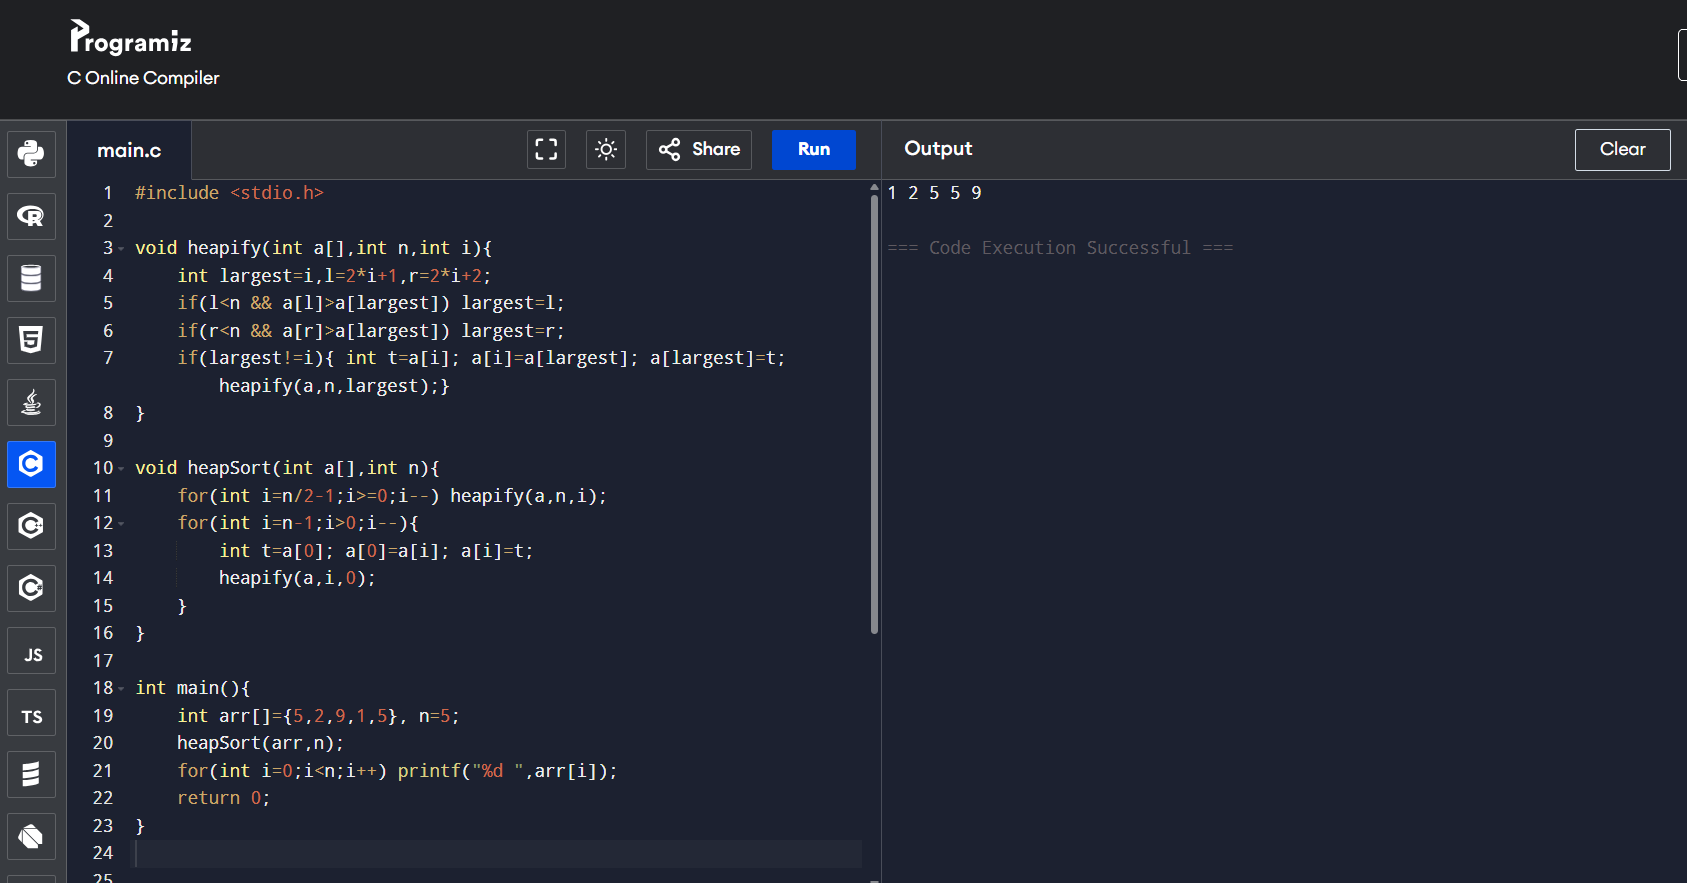 Programiz
C Online Compiler
main.c
Share
Run
Output
Clear
1 #include <stdio.h>
2
3 void heapify(int a[],int n,int i){
4     int largest=i,l=2*i+1,r=2*i+2;
5     if(l<n && a[l]>a[largest]) largest=l;
6     if(r<n && a[r]>a[largest]) largest=r;
7     if(largest!=i){ int t=a[i]; a[i]=a[largest]; a[largest]=t;
        heapify(a,n,largest);}
8 }
9
10 void heapSort(int a[],int n){
11     for(int i=n/2-1;i>=0;i--) heapify(a,n,i);
12     for(int i=n-1;i>0;i--){
13         int t=a[0]; a[0]=a[i]; a[i]=t;
14         heapify(a,i,0);
15     }
16 }
17
18 int main(){
19     int arr[]={5,2,9,1,5}, n=5;
20     heapSort(arr,n);
21     for(int i=0;i<n;i++) printf("%d ",arr[i]);
22     return 0;
23 }
24
25
1 2 5 5 9
=== Code Execution Successful ===
R
5
C
C
C
JS
TS